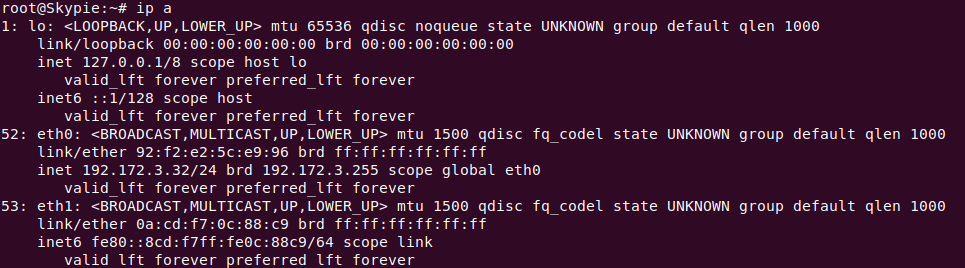 root@Skypie:~# ip a
1: lo: <LOOPBACK,UP,LOWER_UP> mtu 65536 qdisc noqueue state UNKNOWN group default qlen 1000
    link/loopback 00:00:00:00:00:00 brd 00:00:00:00:00:00
    inet 127.0.0.1/8 scope host lo
       valid_lft forever preferred_lft forever
    inet6 ::1/128 scope host
       valid_lft forever preferred_lft forever
52: eth0: <BROADCAST,MULTICAST,UP,LOWER_UP> mtu 1500 qdisc fq_codel state UNKNOWN group default qlen 1000
    link/ether 92:f2:e2:5c:e9:96 brd ff:ff:ff:ff:ff:ff
    inet 192.172.3.32/24 brd 192.172.3.255 scope global eth0
       valid_lft forever preferred_lft forever
53: eth1: <BROADCAST,MULTICAST,UP,LOWER_UP> mtu 1500 qdisc fq_codel state UNKNOWN group default qlen 1000
    link/ether 0a:cd:f7:0c:88:c9 brd ff:ff:ff:ff:ff:ff
    inet6 fe80::8cd:f7ff:fe0c:88c9/64 scope link
       valid_lft forever preferred_lft forever